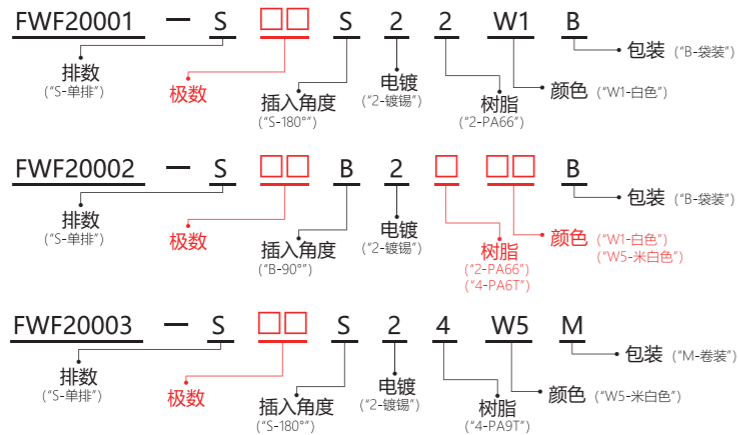 FWF20001 — S □□ S 2 2 W1 B
包装 ("B-袋装")
排数 电镀 颜色 ("W1-白色")
("S-单排") 极数 插入角度 ("2-镀锡") 树脂
("S-180°") ("2-PA66")
FWF20002 — S □□ B 2 □ □□ B
包装 ("B-袋装")
排数 电镀
("S-单排") 极数 插入角度 ("2-镀锡") 树脂 颜色 ("W1-白色")
("B-90°") ("2-PA66") ("W5-米白色")
("4-PA6T")
FWF20003 — S □□ S 2 4 W5 M
包装 ("M-卷装")
排数 电镀
("S-单排") 极数 插入角度 ("2-镀锡") 树脂 颜色 ("W5-米白色")
("S-180°") ("4-PA9T")